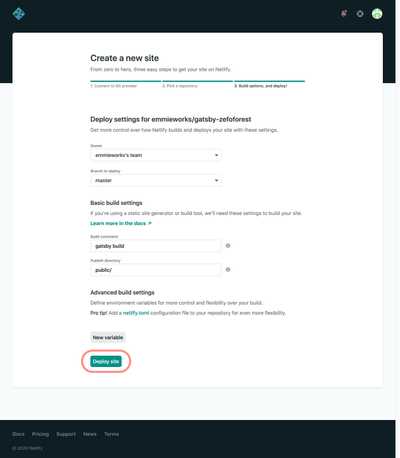 Create a new site
From zero to hero, three easy steps to get your site on Netlify.
1. Connect to Git provider 2. Pick a repository 3. Build options, and deploy!
Deploy settings for emmieworks/gatsby-zefoforest
Get more control over how Netlify builds and deploys your site with these settings.
Owner
emmieworks's team
Branch to deploy
master
Basic build settings
If you're using a static site generator or build tool, we'll need these settings to build your site.
Learn more in the docs ↗
Build command
gatsby build
Publish directory
public/
Advanced build settings
Define environment variables for more control and flexibility over your build.
Pro tip! Add a netlify.toml configuration file to your repository for even more flexibility.
New variable
Deploy site
Docs Pricing Support News Terms
© 2020 Netlify